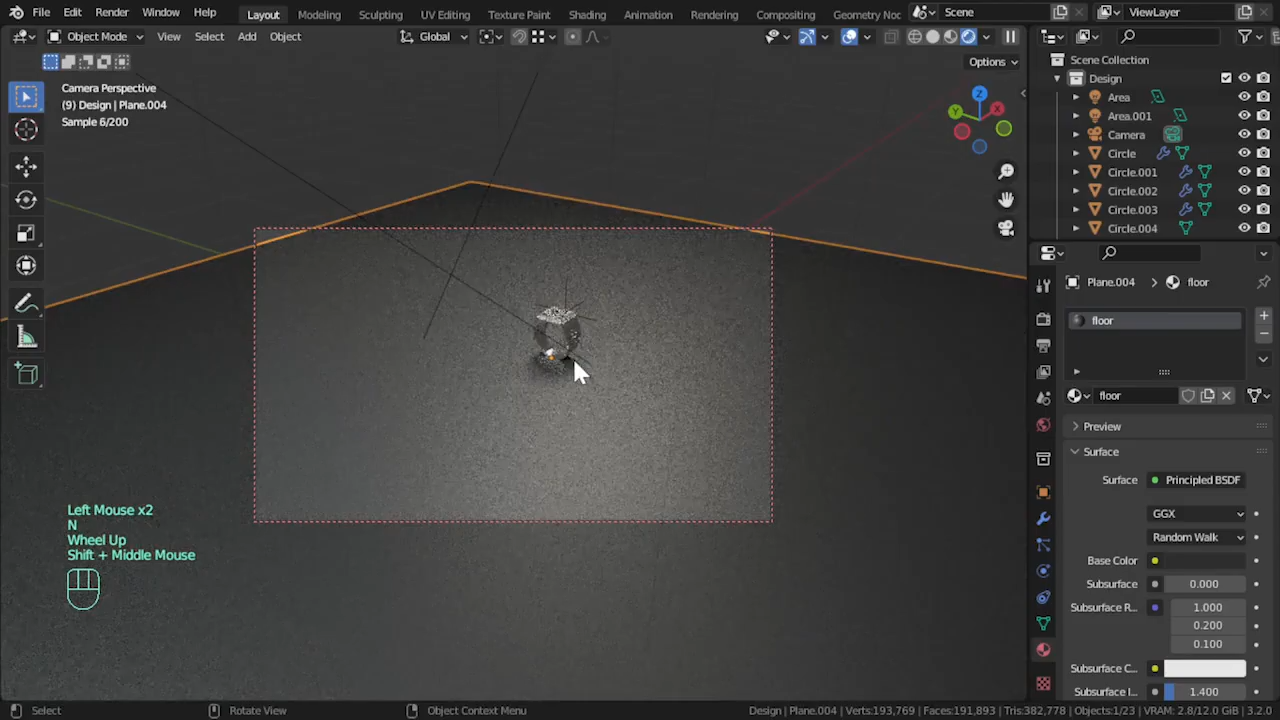 File Edit Render Window Help Layout Modeling Sculpting UV Editing Texture Paint Shading Animation Rendering Compositing Geometry Noc Scene ViewLayer
Object Mode View Select Add Object Global
Options
Camera Perspective
(9) Design | Plane.004
Sample 6/200
Z
Y
X
Scene Collection
Design
Area
Area.001
Camera
Circle
Circle.001
Circle.002
Circle.003
Circle.004
Plane.004 floor
floor
floor
Preview
Surface
Surface Principled BSDF
GGX
Random Walk
Base Color
Subsurface 0.000
Subsurface R... 1.000
0.200
0.100
Subsurface C...
Subsurface I... 1.400
Left Mouse x2
N
Wheel Up
Shift + Middle Mouse
Select Rotate View Object Context Menu Design | Plane.004 | Verts:193,769 | Faces:191,893 | Tris:382,778 | Objects:1/23 | VRAM: 2.8/12.0 GiB | 3.2.0